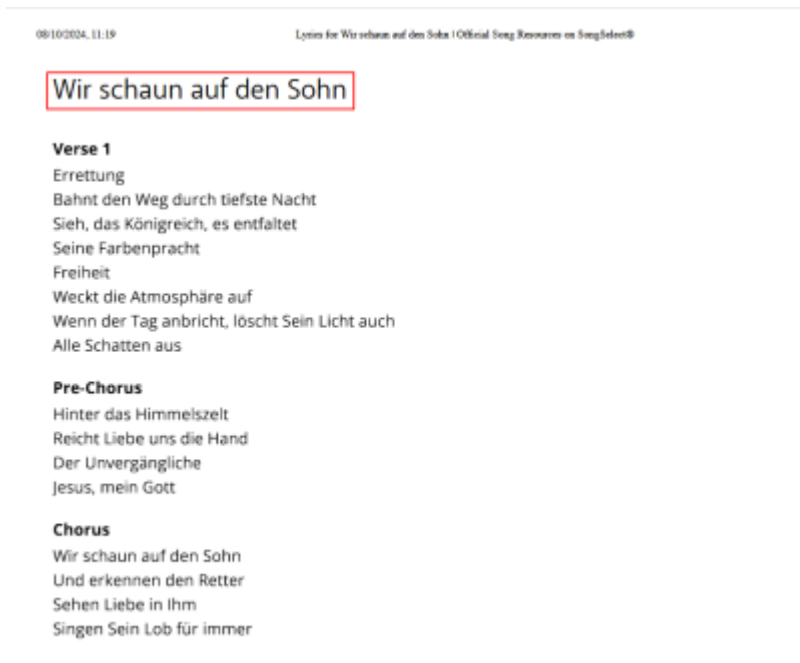 08/10/2024, 11:19 Lyrics for Wir schaun auf den Sohn | Official Song Resources on SongSelect®
Wir schaun auf den Sohn
Verse 1
Errettung
Bahnt den Weg durch tiefste Nacht
Sieh, das Königreich, es entfaltet
Seine Farbenpracht
Freiheit
Weckt die Atmosphäre auf
Wenn der Tag anbricht, löscht Sein Licht auch
Alle Schatten aus
Pre-Chorus
Hinter das Himmelszelt
Reicht Liebe uns die Hand
Der Unvergängliche
Jesus, mein Gott
Chorus
Wir schaun auf den Sohn
Und erkennen den Retter
Sehen Liebe in Ihm
Singen Sein Lob für immer